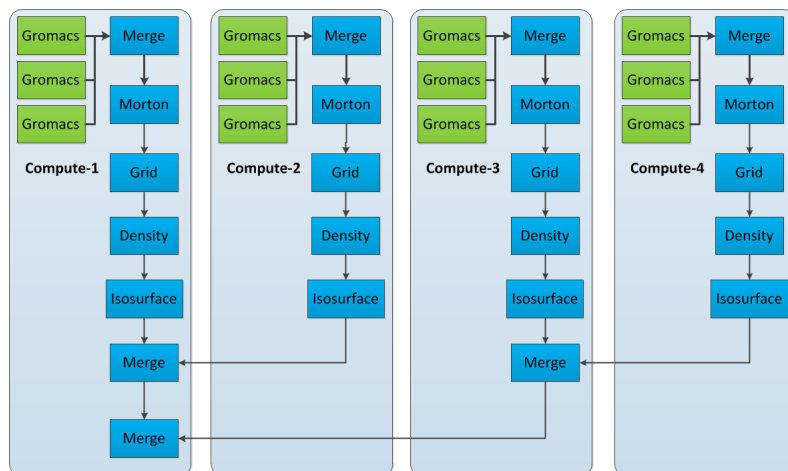 Gromacs
Merge
Gromacs
Gromacs
Morton
Compute-1
Grid
Density
Isosurface
Merge
Merge
Gromacs
Merge
Gromacs
Gromacs
Morton
Compute-2
Grid
Density
Isosurface
Gromacs
Merge
Gromacs
Gromacs
Morton
Compute-3
Grid
Density
Isosurface
Merge
Gromacs
Merge
Gromacs
Gromacs
Morton
Compute-4
Grid
Density
Isosurface